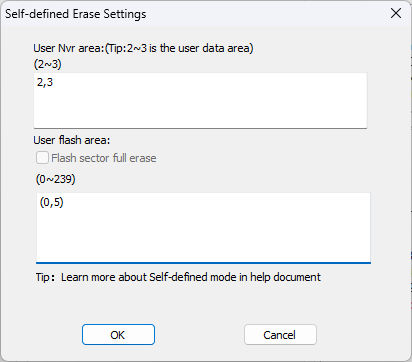 Self-defined Erase Settings
User Nvr area:(Tip:2~3 is the user data area)
(2~3)
2,3
User flash area:
Flash sector full erase
(0~239)
(0,5)
Tip： Learn more about Self-defined mode in help document
OK
Cancel